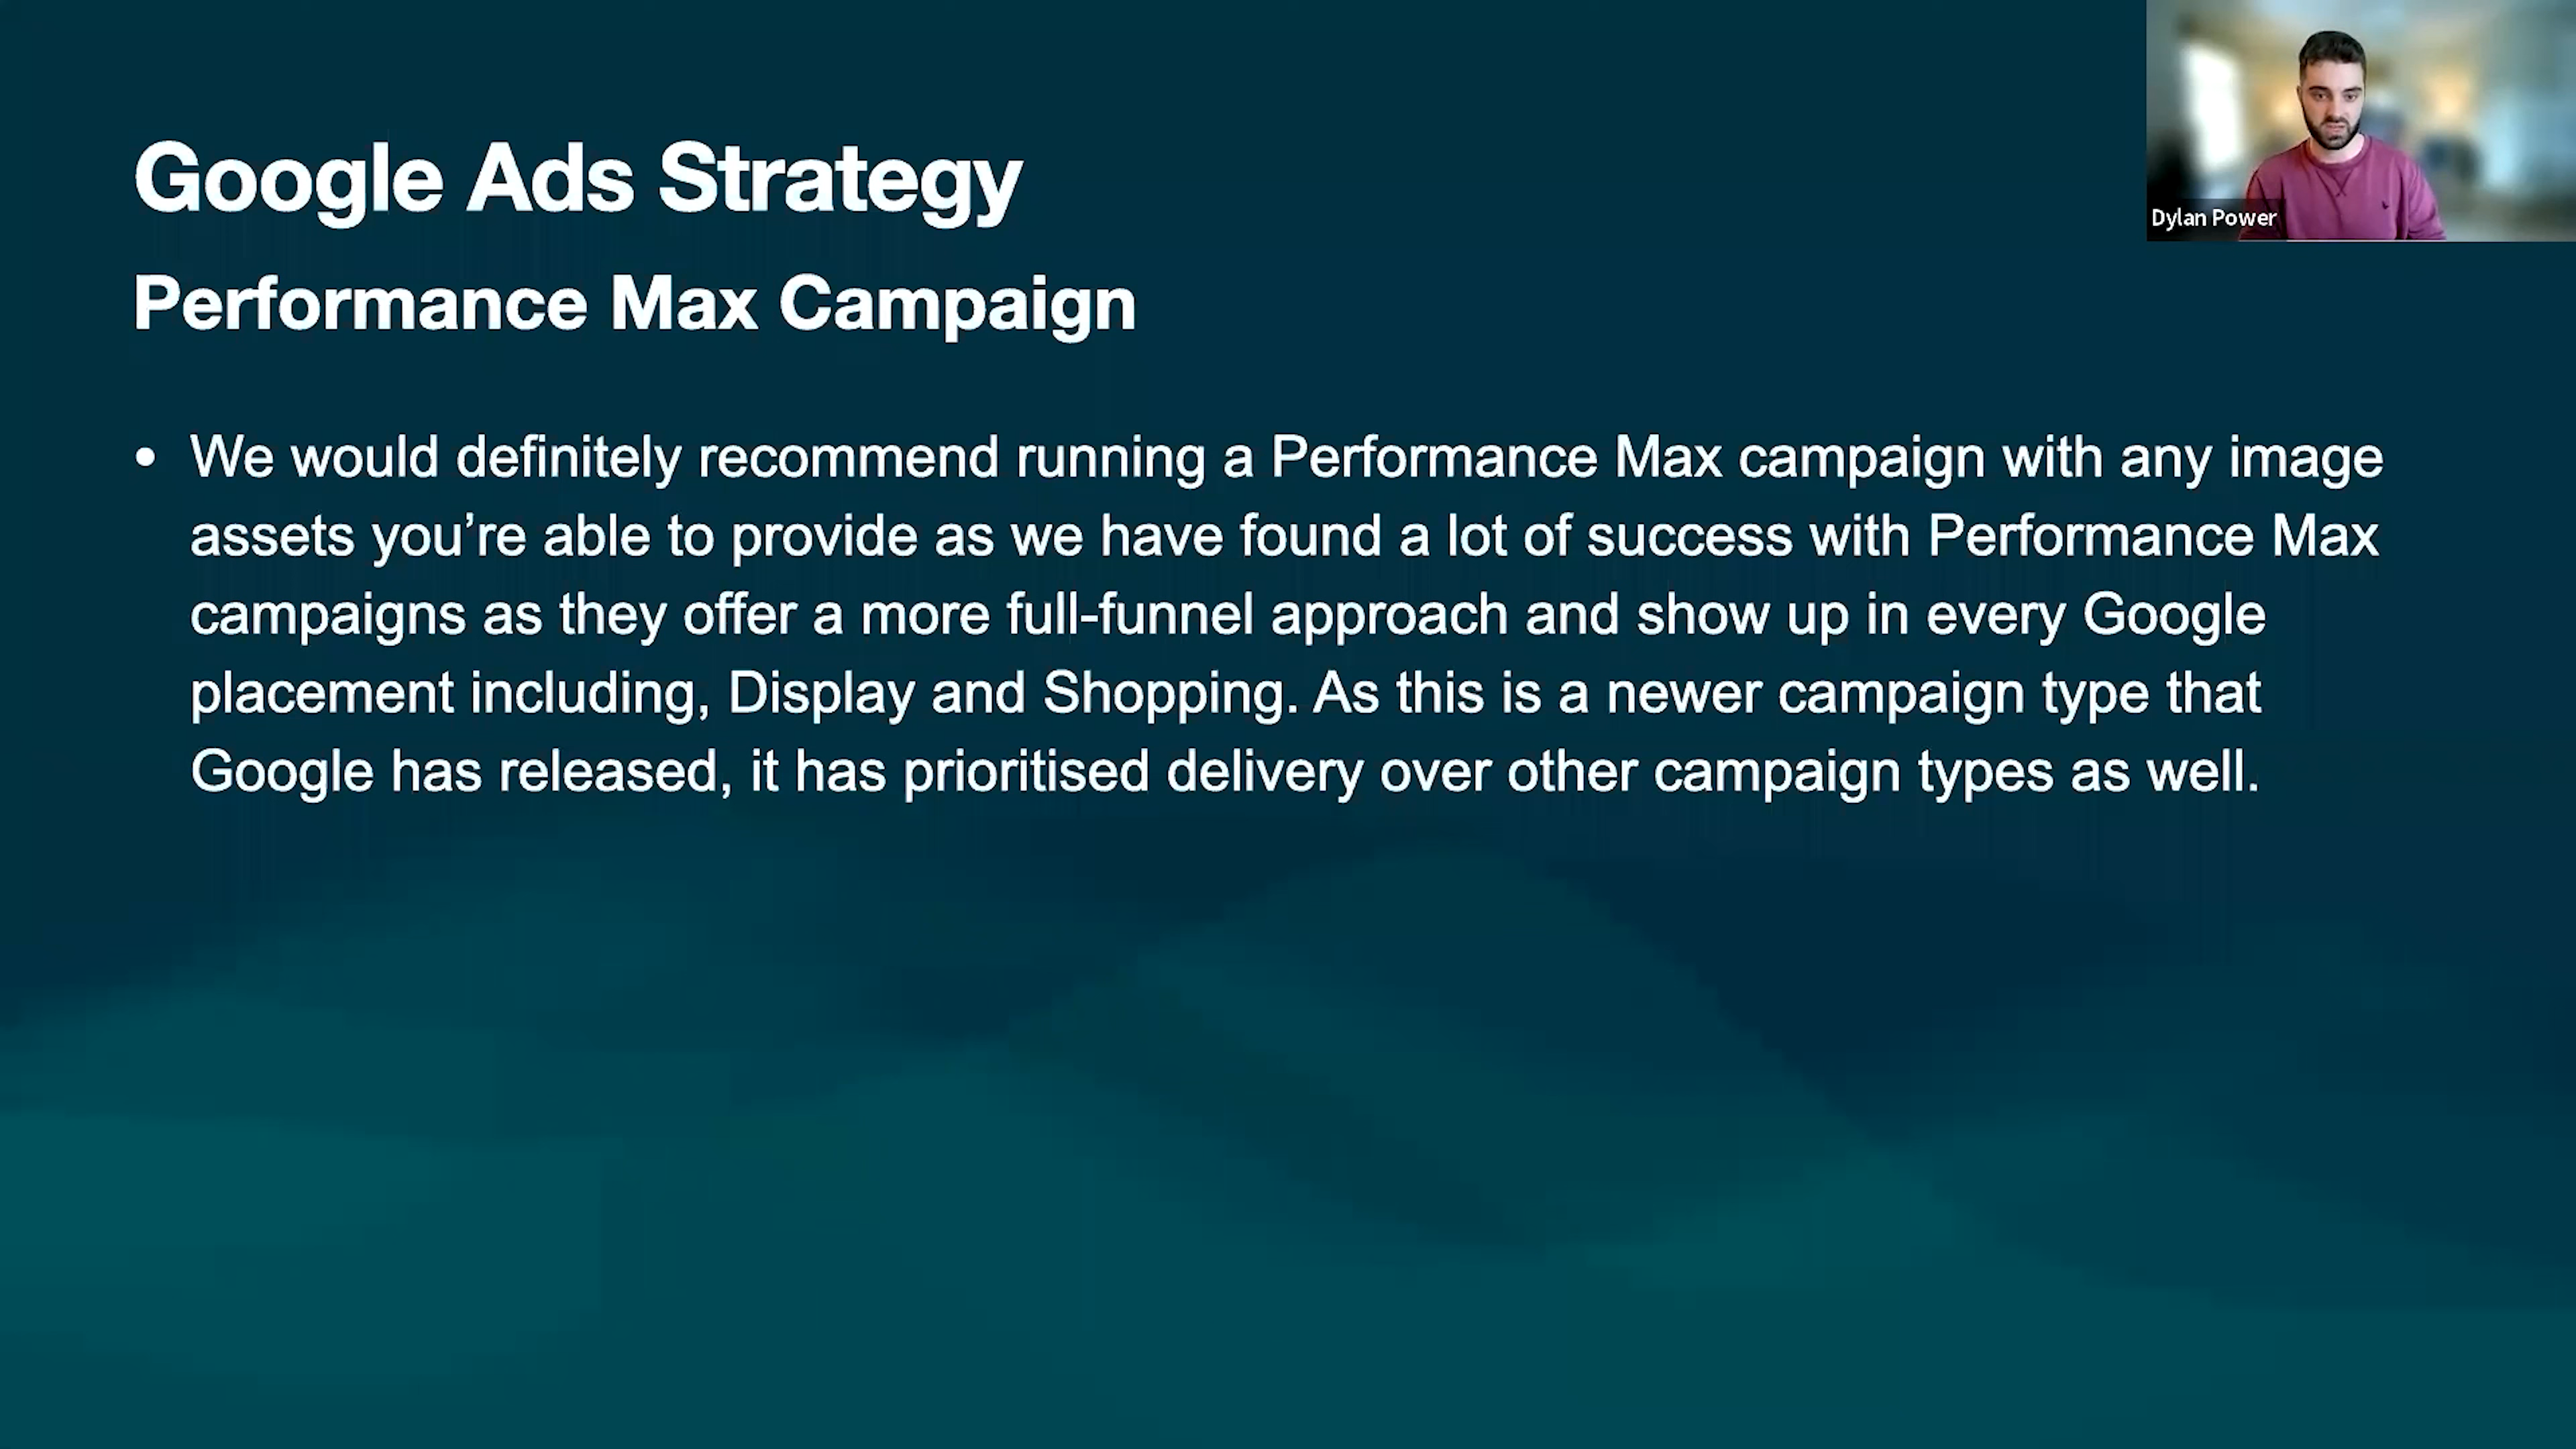 Google Ads Strategy
Performance Max Campaign
• We would definitely recommend running a Performance Max campaign with any image
assets you’re able to provide as we have found a lot of success with Performance Max
campaigns as they offer a more full-funnel approach and show up in every Google
placement including, Display and Shopping. As this is a newer campaign type that
Google has released, it has prioritised delivery over other campaign types as well.
Dylan Power